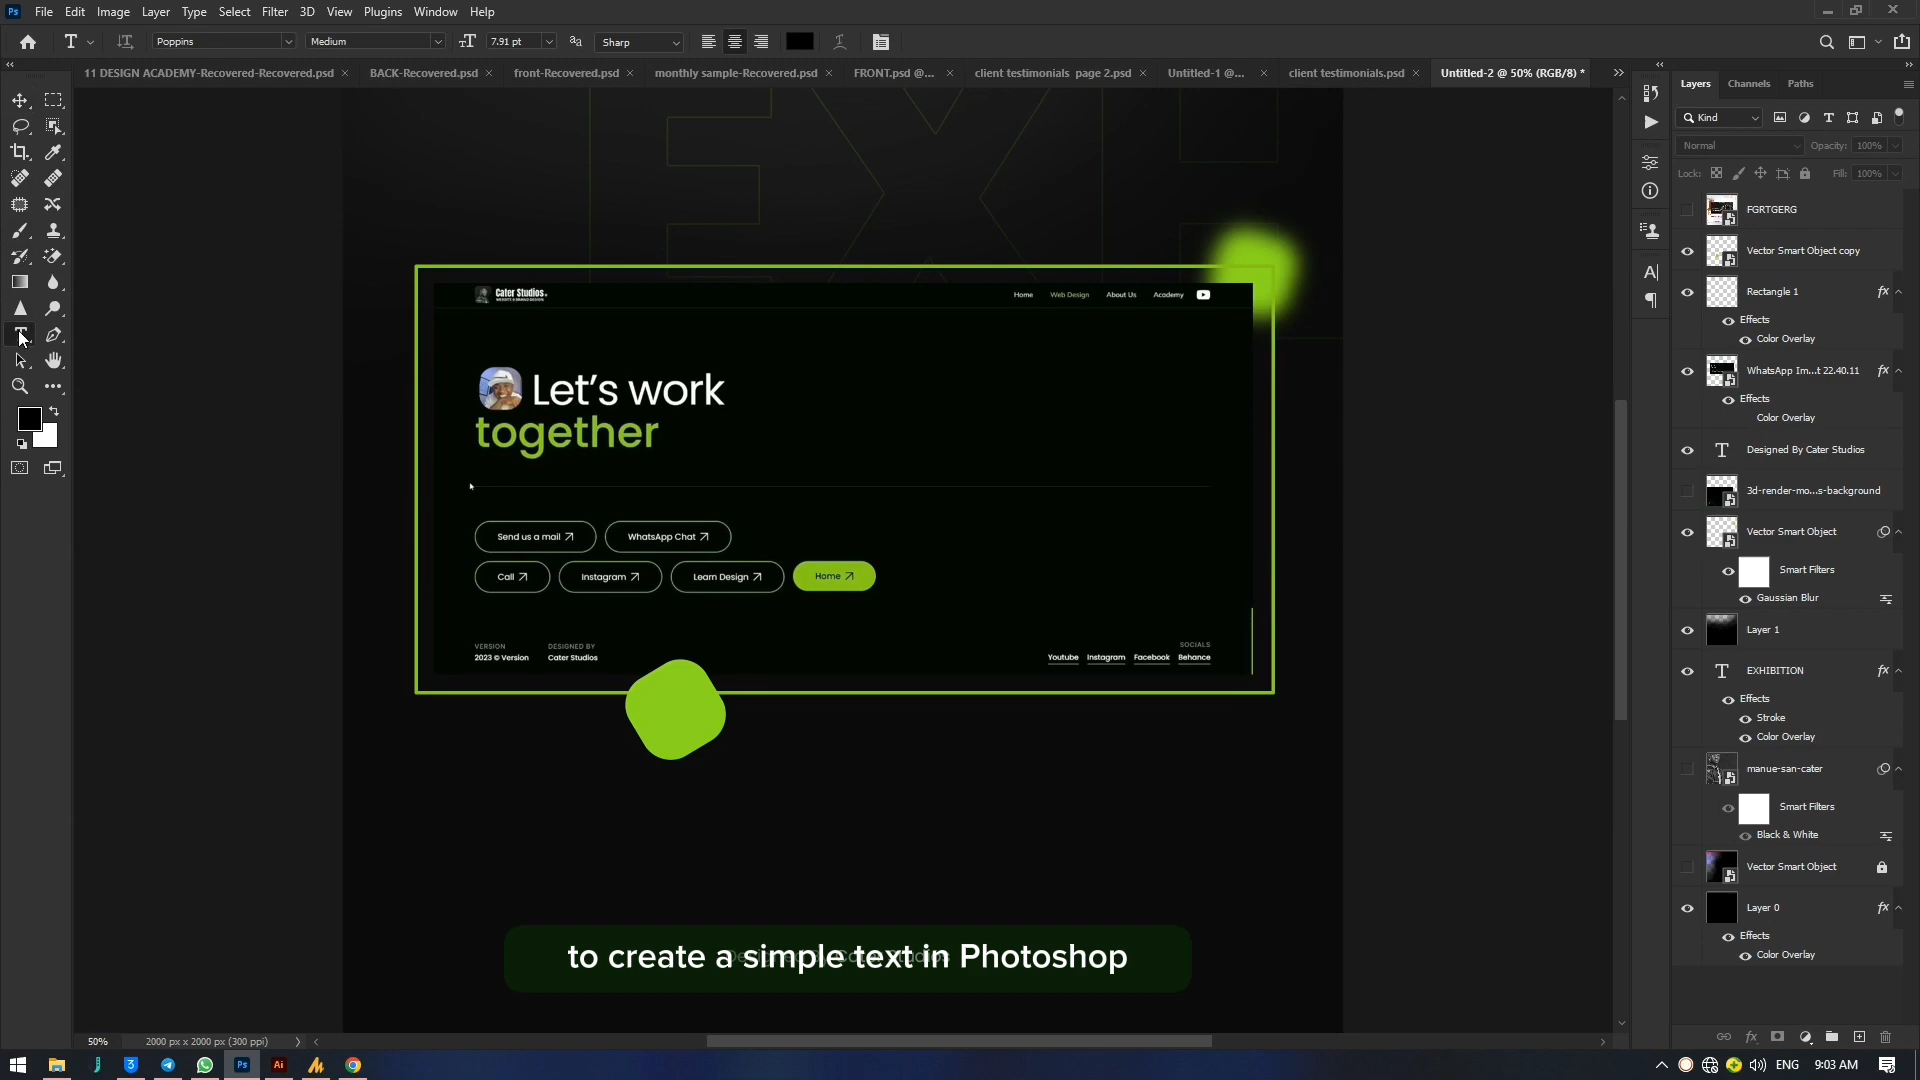 File Edit Image Layer Type Select Filter 3D View Plugins Window Help
Poppins Medium 7.91 pt Sharp
11 DESIGN ACADEMY-Recovered-Recovered.psd BACK-Recovered.psd front-Recovered.psd monthly sample-Recovered.psd FRONT.psd @... client testimonials page 2.psd Untitled-1 @... client testimonials.psd Untitled-2 @ 50% (RGB/8) *
Layers Channels Paths
Kind
Normal Opacity: 100%
Lock: Fill: 100%
FGRTGERG
Vector Smart Object copy
Rectangle 1
Effects
Color Overlay
WhatsApp Im...t 22.40.11
Effects
Color Overlay
Designed By Cater Studios
3d-render-mo...s-background
Vector Smart Object
Smart Filters
Gaussian Blur
Layer 1
EXHIBITION
Effects
Stroke
Color Overlay
manue-san-cater
Smart Filters
Black & White
Vector Smart Object
Layer 0
Effects
Color Overlay
Cater Studios
WEBSITE & BRAND DESIGN
Home Web Design About Us Academy
Let's work
together
Send us a mail WhatsApp Chat
Call Instagram Learn Design Home
VERSION DESIGNED BY SOCIALS
2023 © Version Cater Studios Youtube Instagram Facebook Behance
to create a simple text in Photoshop
50% 2000 px x 2000 px (300 ppi)
ENG 9:03 AM